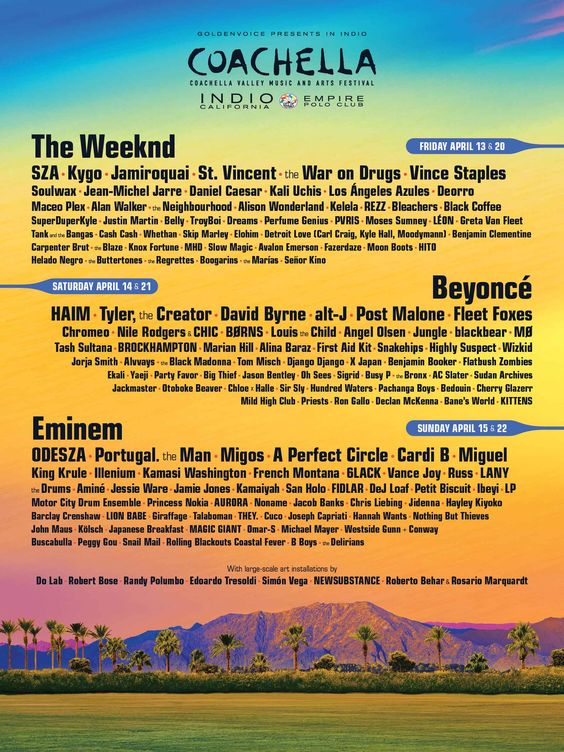 GOLDENVOICE PRESENTS IN INDIO
COACHELLA
COACHELLA VALLEY MUSIC AND ARTS FESTIVAL
INDIO CALIFORNIA EMPIRE POLO CLUB
The Weeknd
FRIDAY APRIL 13 & 20
SZA • Kygo • Jamiroquai • St. Vincent • the War on Drugs • Vince Staples
Soulwax • Jean-Michel Jarre • Daniel Caesar • Kali Uchis • Los Ángeles Azules • Deorro
Maceo Plex • Alan Walker • the Neighbourhood • Alison Wonderland • Kelela • REZZ • Bleachers • Black Coffee
SuperDuperKyle • Justin Martin • Belly • TroyBoi • Dreams • Perfume Genius • PVRIS • Moses Sumney • LÉON • Greta Van Fleet
Tank and the Bangas • Cash Cash • Whethan • Skip Marley • Elohim • Detroit Love (Carl Craig, Kyle Hall, Moodymann) • Benjamin Clementine
Carpenter Brut • the Blaze • Knox Fortune • MHD • Slow Magic • Avalon Emerson • Fazerdaze • Moon Boots • HITO
Helado Negro • the Buttertones • the Regrettes • Boogarins • the Marías • Señor Kino
SATURDAY APRIL 14 & 21
Beyoncé
HAIM • Tyler, the Creator • David Byrne • alt-J • Post Malone • Fleet Foxes
Chromeo • Nile Rodgers & CHIC • BØRNS • Louis the Child • Angel Olsen • Jungle • blackbear • MØ
Tash Sultana • BROCKHAMPTON • Marian Hill • Alina Baraz • First Aid Kit • Snakehips • Highly Suspect • Wizkid
Jorja Smith • Alvvays • the Black Madonna • Tom Misch • Django Django • X Japan • Benjamin Booker • Flatbush Zombies
Ekali • Yaeji • Party Favor • Big Thief • Jason Bentley • Oh Sees • Sigrid • Busy P • the Bronx • AC Slater • Sudan Archives
Jackmaster • Otoboke Beaver • Chloe x Halle • Sir Sly • Hundred Waters • Pachanga Boys • Bedouin • Cherry Glazerr
Mild High Club • Priests • Ron Gallo • Declan McKenna • Bane's World • KITTENS
Eminem
SUNDAY APRIL 15 & 22
ODESZA • Portugal. the Man • Migos • A Perfect Circle • Cardi B • Miguel
King Krule • Illenium • Kamasi Washington • French Montana • 6LACK • Vance Joy • Russ • LANY
the Drums • Aminé • Jessie Ware • Jamie Jones • Kamaiyah • San Holo • FIDLAR • DeJ Loaf • Petit Biscuit • Ibeyi • LP
Motor City Drum Ensemble • Princess Nokia • AURORA • Noname • Jacob Banks • Chris Liebing • Jidenna • Hayley Kiyoko
Barclay Crenshaw • LION BABE • Giraffage • Talaboman • THEY. • Cuco • Joseph Capriati • Hannah Wants • Nothing But Thieves
John Maus • Kölsch • Japanese Breakfast • MAGIC GIANT • Omar-S • Michael Mayer • Westside Gunn + Conway
Buscabulla • Peggy Gou • Snail Mail • Rolling Blackouts Coastal Fever • B Boys • the Delirians
With large-scale art installations by
Do Lab • Robert Bose • Randy Polumbo • Edoardo Tresoldi • Simón Vega • NEWSUBSTANCE • Roberto Behar & Rosario Marquardt